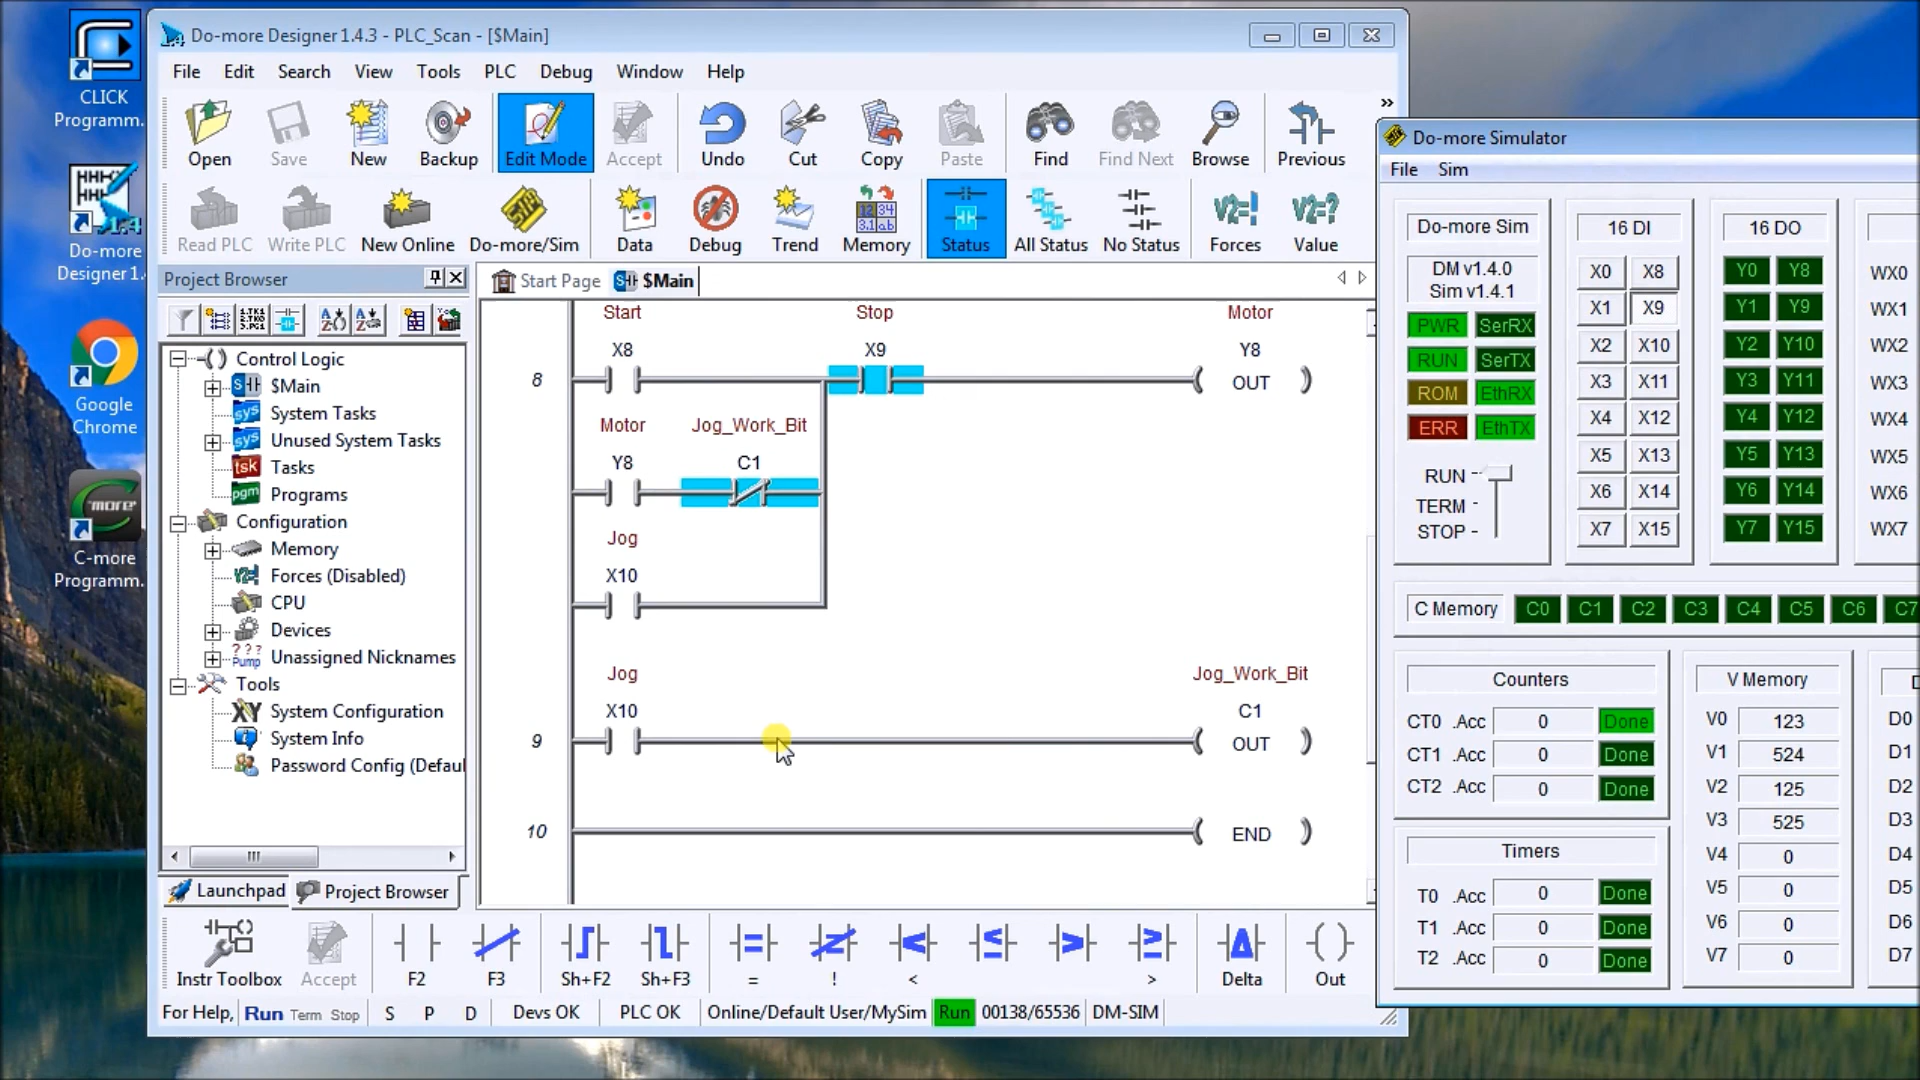 CLICK
Programm.
Do-more
Designer 1.
1.4
Google
Chrome
C-more
Programm.
Do-more Designer 1.4.3 - PLC_Scan - [$Main]
File Edit Search View Tools PLC Debug Window Help
Open Save New Backup Edit Mode Accept Undo Cut Copy Paste Find Find Next Browse Previous
Read PLC Write PLC New Online Do-more/Sim Data Debug Trend Memory Status All Status No Status Forces Value
Project Browser
Start Page $Main
Control Logic
$Main
System Tasks
Unused System Tasks
Tasks
Programs
Configuration
Memory
Forces (Disabled)
CPU
Devices
Unassigned Nicknames
Tools
System Configuration
System Info
Password Config (Defaul
Launchpad Project Browser
Start Stop Motor
X8 X9 Y8
8 OUT
Motor Jog_Work_Bit
Y8 C1
Jog
X10
Jog Jog_Work_Bit
X10 C1
9 OUT
10 END
Instr Toolbox Accept F2 F3 Sh+F2 Sh+F3 = ! < > Delta Out
For Help, Run Term Stop S P D Devs OK PLC OK Online/Default User/MySim Run 00138/65536 DM-SIM
Do-more Simulator
File Sim
Do-more Sim
DM v1.4.0
Sim v1.4.1
PWR SerRX
RUN SerTX
ROM EthRX
ERR EthTX
RUN
TERM
STOP
16 DI
X0 X8
X1 X9
X2 X10
X3 X11
X4 X12
X5 X13
X6 X14
X7 X15
16 DO
Y0 Y8
Y1 Y9
Y2 Y10
Y3 Y11
Y4 Y12
Y5 Y13
Y6 Y14
Y7 Y15
WX0
WX1
WX2
WX3
WX4
WX5
WX6
WX7
C Memory C0 C1 C2 C3 C4 C5 C6 C7
Counters
CT0 .Acc 0 Done
CT1 .Acc 0 Done
CT2 .Acc 0 Done
Timers
T0 .Acc 0 Done
T1 .Acc 0 Done
T2 .Acc 0 Done
V Memory
V0 123
V1 524
V2 125
V3 525
V4 0
V5 0
V6 0
V7 0
D0
D1
D2
D3
D4
D5
D6
D7